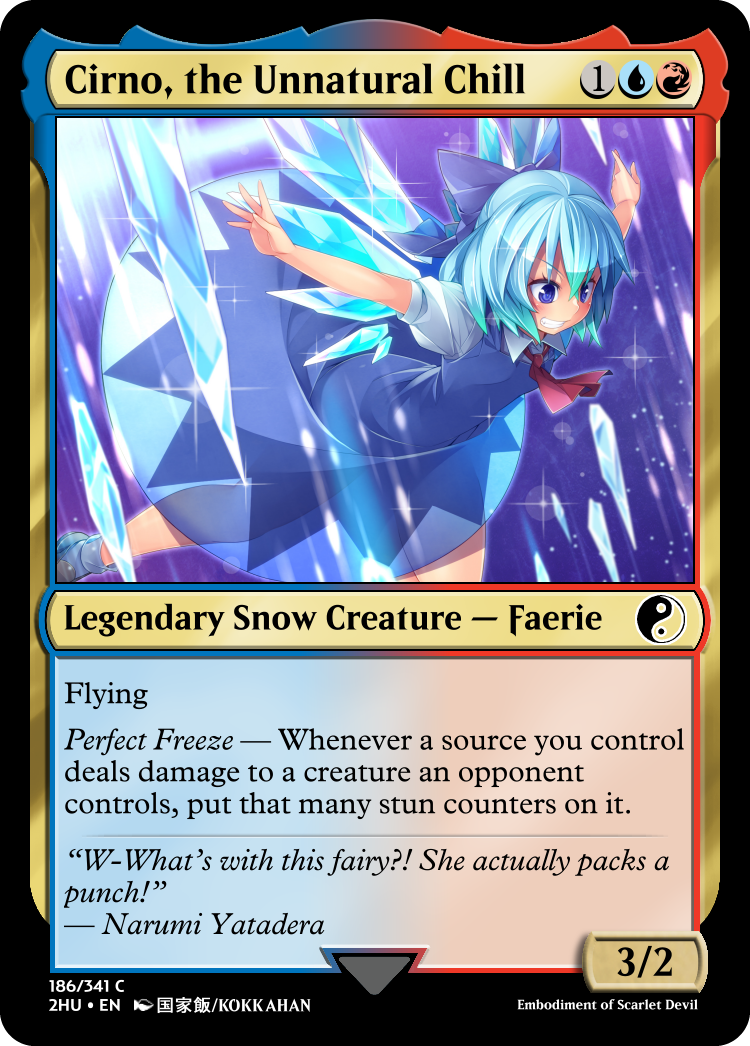 Cirno, the Unnatural Chill 1
Legendary Snow Creature — Faerie
Flying
Perfect Freeze — Whenever a source you control
deals damage to a creature an opponent
controls, put that many stun counters on it.
“W-What’s with this fairy?! She actually packs a
punch!”
— Narumi Yatadera
3/2
186/341 C
2HU • EN 国家飯/KOKKAHAN
Embodiment of Scarlet Devil